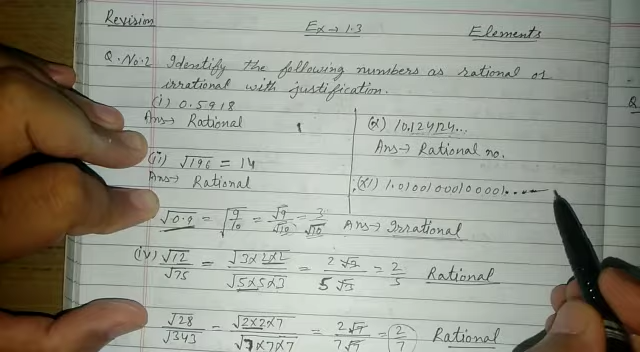 Revision
Ex→1.3
Elements
Q.No.2 Identify the following numbers as rational or
irrational with justification.
(i) 0.5918
Ans→ Rational
(ii) √196 = 14
Ans→ Rational
√0.9 = √9/10 = √9/√10 = 3/√10 Ans→ Irrational
(iv) √12/√75 = √3×2×2/√5×5×3 = 2√3/5√3 = 2/5 Rational
√28/√343 = √2×2×7/√7×7×7 = 2√7/7√7 = 2/7 Rational
(x) 10.124124...
Ans→ Rational no.
(xi) 1.01001000100001....
Q